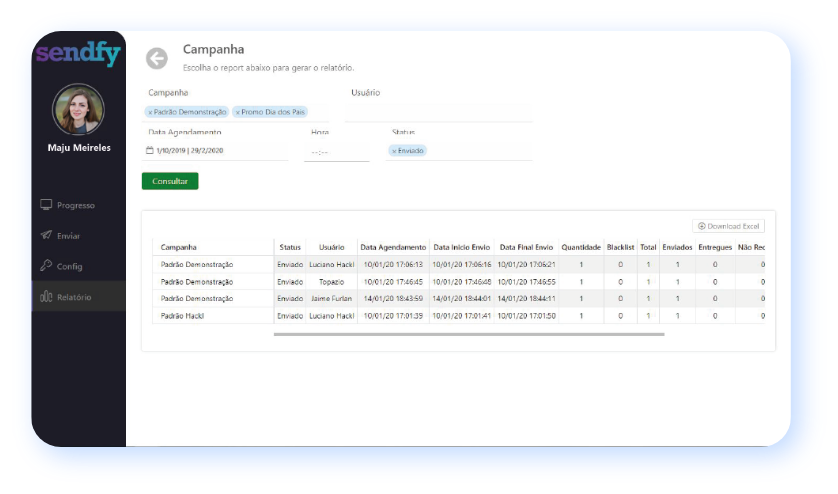 sendfy
Maju Meireles
Progresso
Enviar
Config
Relatório
Campanha
Escolha o report abaixo para gerar o relatório.
Campanha Usuário
× Padrão Demonstração × Promo Dia dos Pais
Data Agendamento Hora Status
1/10/2019 | 29/2/2020 --:-- × Enviado
Consultar
Download Excel
Campanha Status Usuário Data Agendamento Data Inicio Envio Data Final Envio Quantidade Blacklist Total Enviados Entregues Não Rec
Padrão Demonstração Enviado Luciano Hackl 10/01/20 17:06:13 10/01/20 17:06:16 10/01/20 17:06:21 1 0 1 1 0 0
Padrão Demonstração Enviado Topazio 10/01/20 17:46:45 10/01/20 17:46:48 10/01/20 17:46:55 1 0 1 1 0 0
Padrão Demonstração Enviado Jaime Furlan 14/01/20 18:43:59 14/01/20 18:44:01 14/01/20 18:44:11 1 0 1 1 0 0
Padrão Hackl Enviado Luciano Hackl 10/01/20 17:01:39 10/01/20 17:01:41 10/01/20 17:01:50 1 0 1 1 0 0